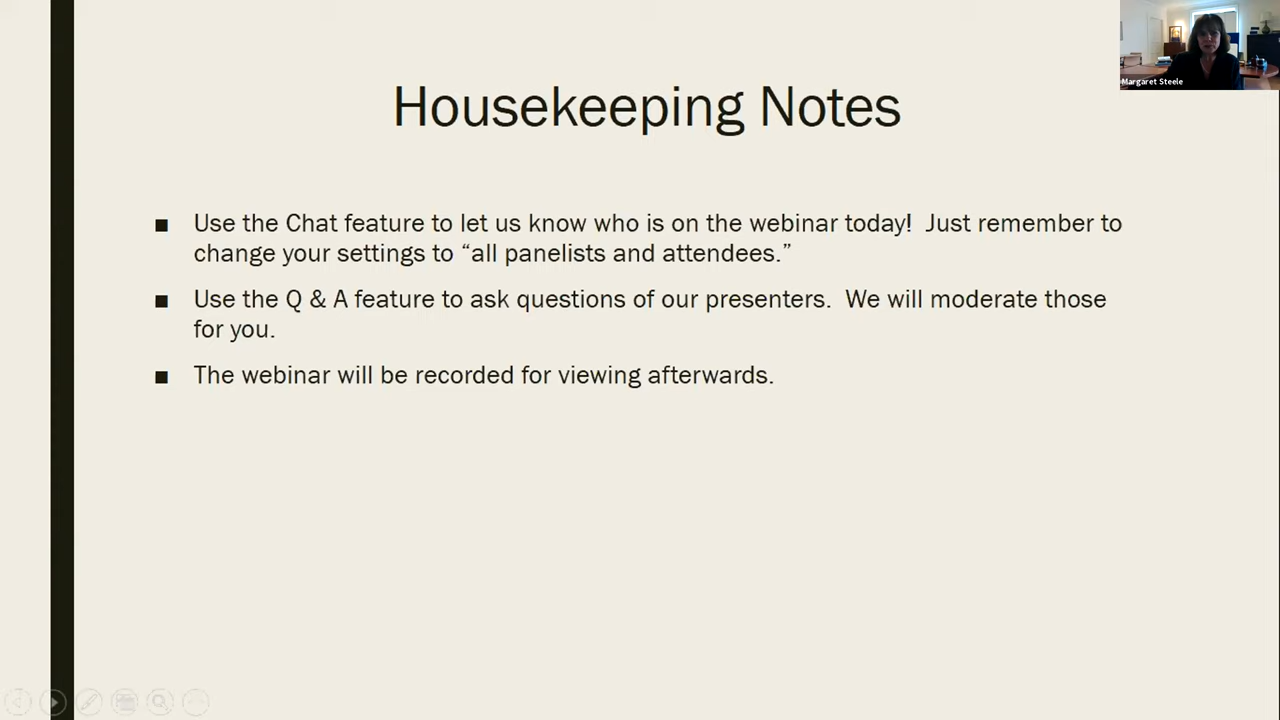 Margaret Steele
Housekeeping Notes
■ Use the Chat feature to let us know who is on the webinar today!  Just remember to
change your settings to “all panelists and attendees.”
■ Use the Q & A feature to ask questions of our presenters.  We will moderate those
for you.
■ The webinar will be recorded for viewing afterwards.